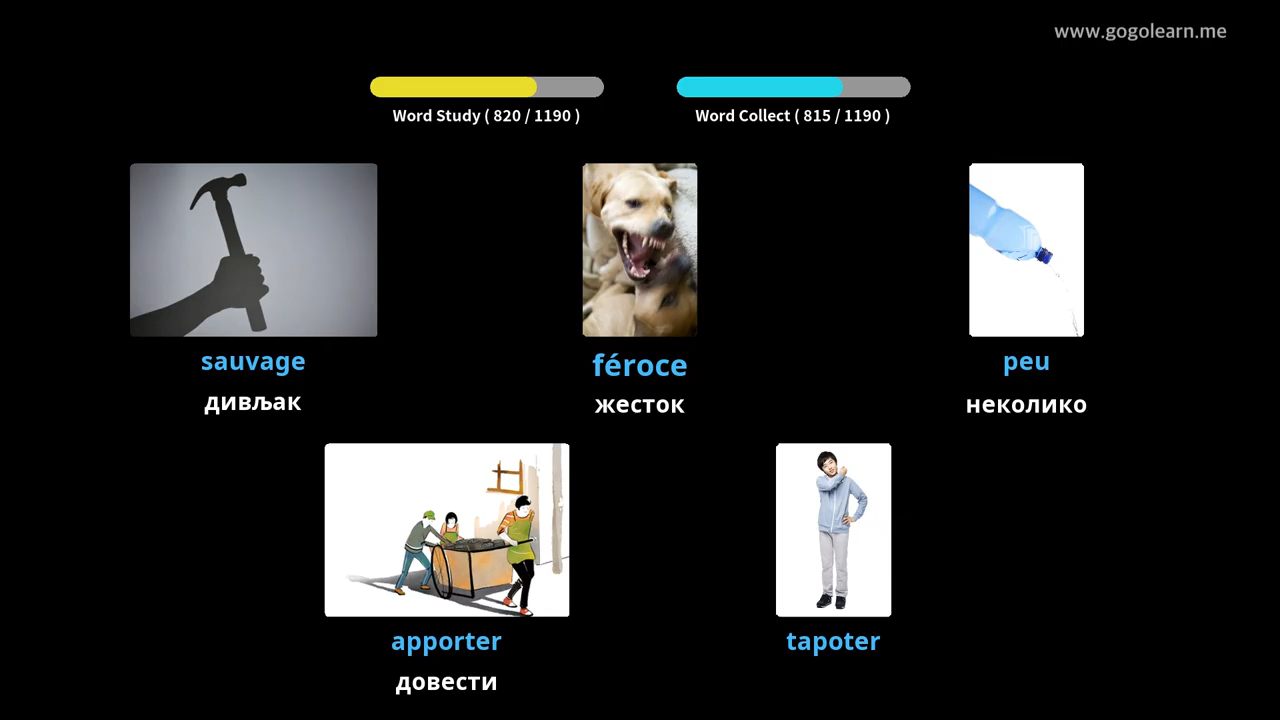 www.gogolearn.me
Word Study ( 820 / 1190 )
Word Collect ( 815 / 1190 )
sauvage
дивљак
féroce
жесток
peu
неколико
apporter
довести
tapoter